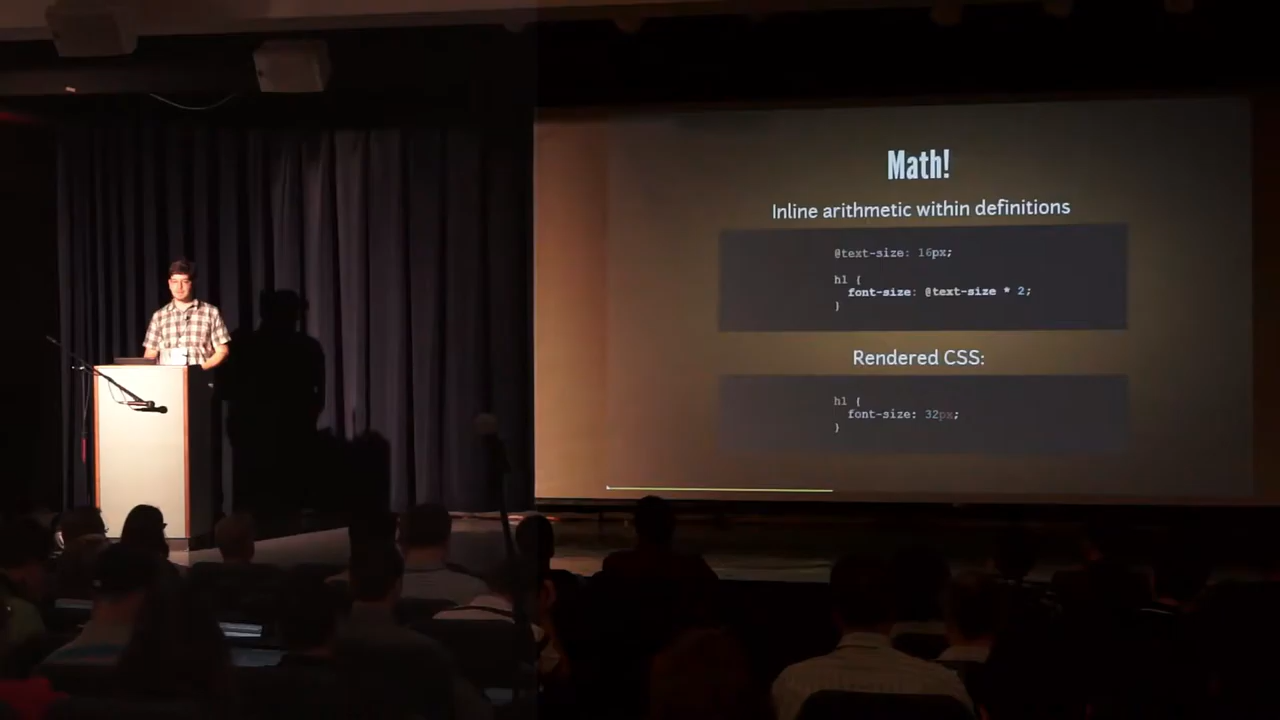 Math!
Inline arithmetic within definitions
@text-size: 16px;
h1 {
font-size: @text-size * 2;
}
Rendered CSS:
h1 {
font-size: 32px;
}